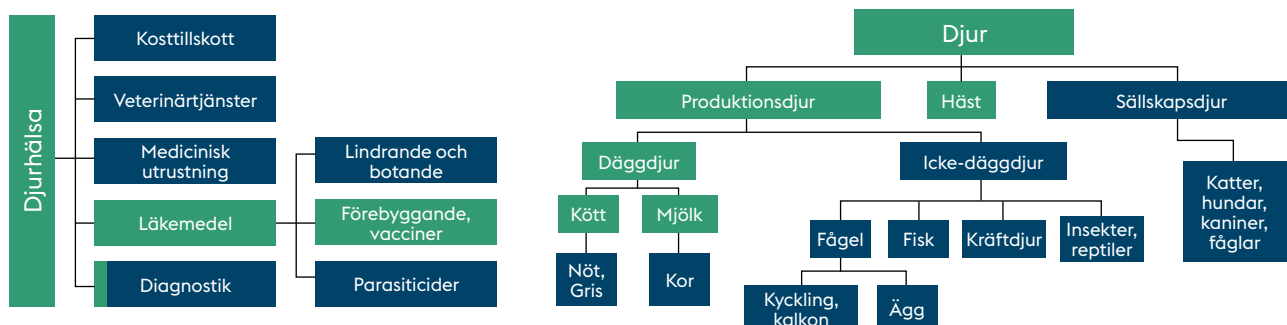 Djurhälsa
Kosttillskott
Veterinärtjänster
Medicinisk
utrustning
Läkemedel
Diagnostik
Lindrande och
botande
Förebyggande,
vacciner
Parasiticider
Djur
Produktionsdjur
Häst
Sällskapsdjur
Däggdjur
Icke-däggdjur
Katter,
hundar,
kaniner,
fåglar
Kött
Mjölk
Fågel
Fisk
Kräftdjur
Insekter,
reptiler
Nöt,
Gris
Kor
Kyckling,
kalkon
Ägg